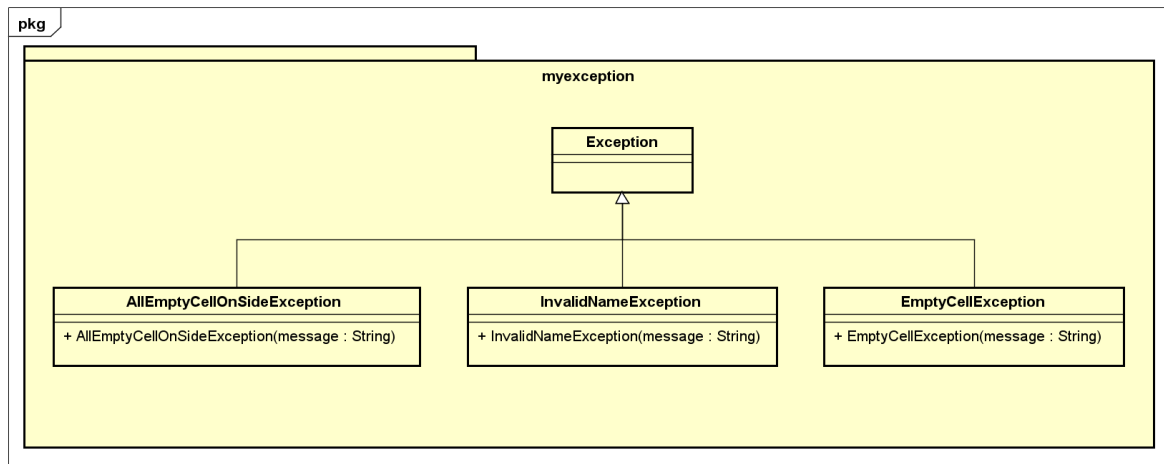 pkg
myexception
Exception
AllEmptyCellOnSideException
+ AllEmptyCellOnSideException(message : String)
InvalidNameException
+ InvalidNameException(message : String)
EmptyCellException
+ EmptyCellException(message : String)